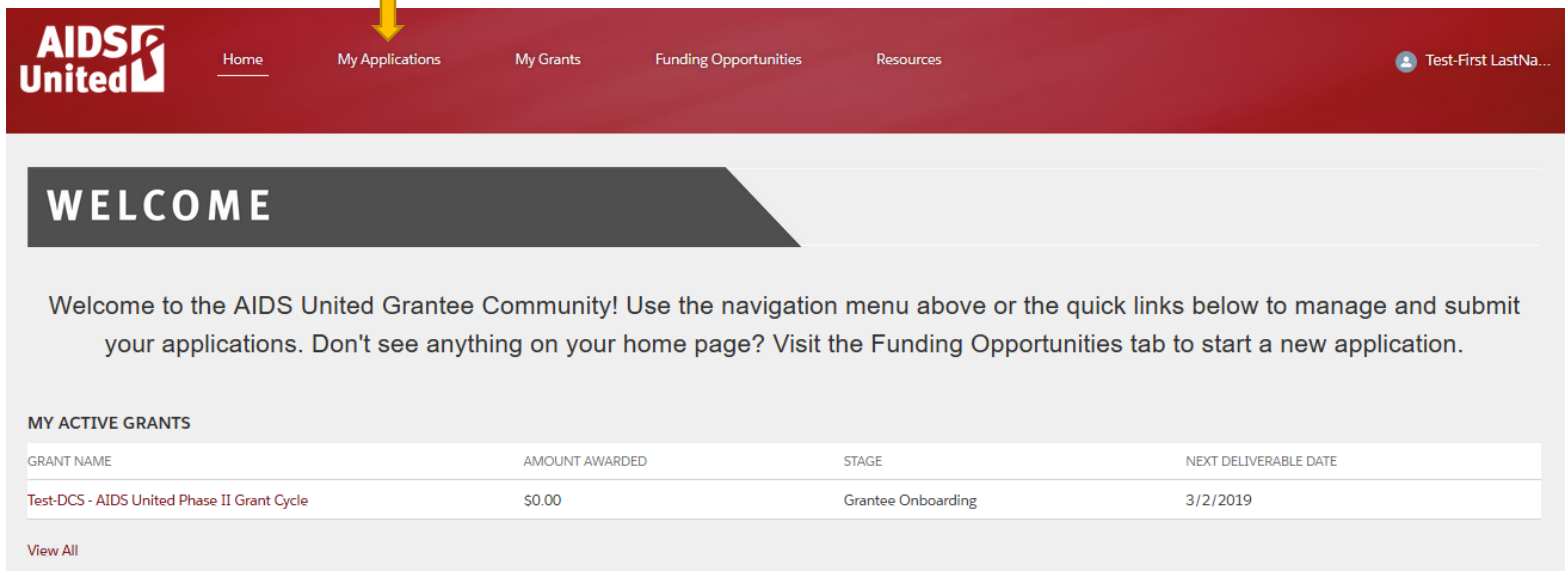 AIDS
United
Home My Applications My Grants Funding Opportunities Resources Test-First LastNa...
WELCOME
Welcome to the AIDS United Grantee Community! Use the navigation menu above or the quick links below to manage and submit
your applications. Don't see anything on your home page? Visit the Funding Opportunities tab to start a new application.
MY ACTIVE GRANTS
GRANT NAME AMOUNT AWARDED STAGE NEXT DELIVERABLE DATE
Test-DCS - AIDS United Phase II Grant Cycle $0.00 Grantee Onboarding 3/2/2019
View All